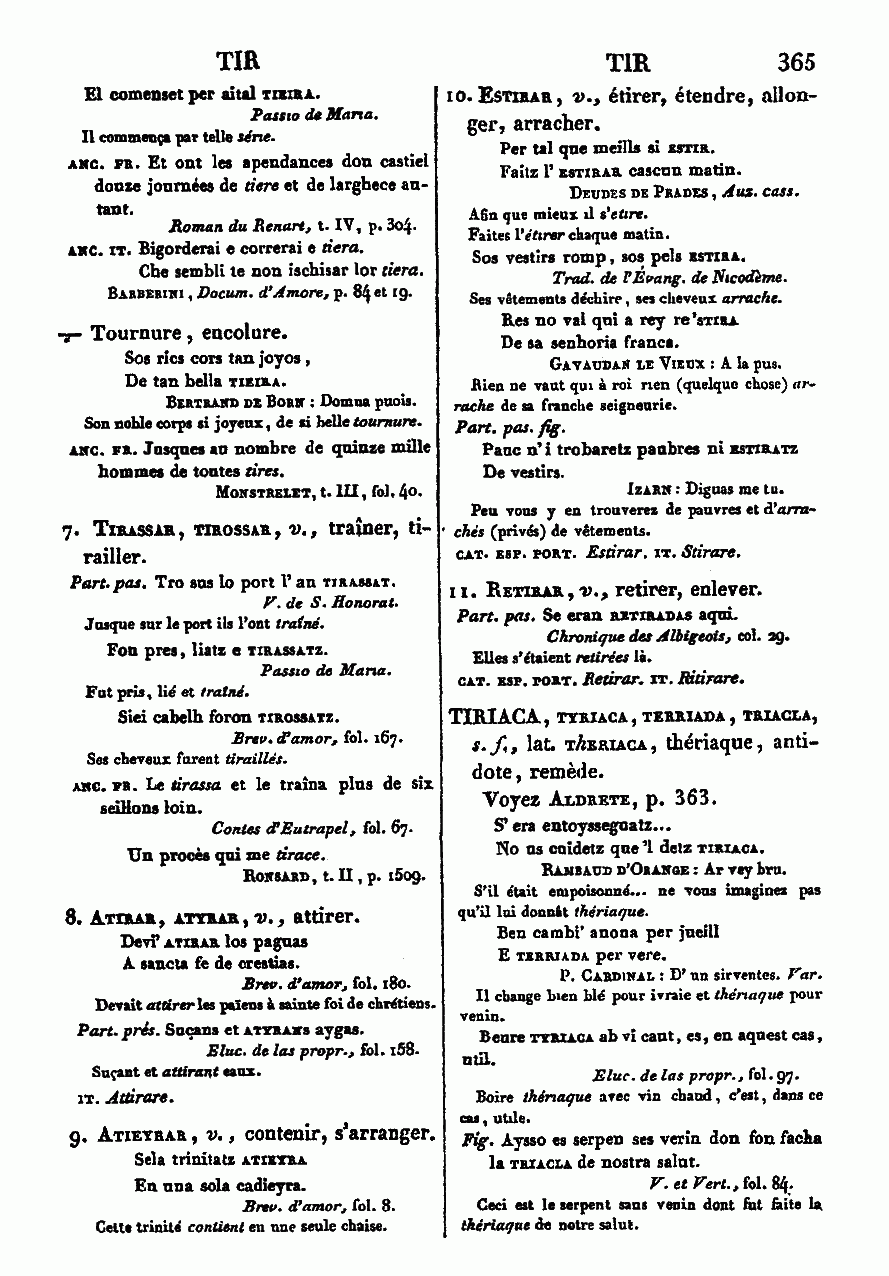 TIR
El comenset per aital TIEIRA.
Passio de Maria.
Il commença par telle série.
ANC. FR. Et ont les apendances dou castiel
douze journées de tiere et de larghece au-
tant.
Roman du Renart, t. IV, p. 304.
ANC. IT. Bigorderai e correrai e tiera.
Che sembli te non ischisar lor tiera.
BARBERINI, Docum. d'Amore, p. 84 et 19.
— Tournure, encolure.
Sos rics cors tan joyos,
De tan bella TIEIRA.
BERTRAND DE BORN : Domna puois.
Son noble corps si joyeux, de si belle tournure.
ANC. FR. Jusques au nombre de quinze mille
hommes de toutes tires.
MONSTRELET, t. III, fol. 40.
7. TIRASSAR, TIROSSAR, v., traîner, ti-
railler.
Part. pas. Tro sus lo port l'an TIRASSAT.
V. de S. Honorat.
Jusque sur le port ils l'ont traîné.
Fon pres, liatz e TIRASSATZ.
Passio de Maria.
Fut pris, lié et traîné.
Siei cabelh foron TIROSSATZ.
Brev. d'amor, fol. 167.
Ses cheveux furent tiraillés.
ANC. FR. Le tirassa et le traîna plus de six
seillons loin.
Contes d'Eutrapel, fol. 67.
Un procès qui me tirace.
RONSARD, t. II, p. 1509.
8. ATIRAR, ATYRAR, v., attirer.
Devi' ATIRAR los paguas
A sancta fe de crestias.
Brev. d'amor, fol. 180.
Devait attirer les païens à sainte foi de chrétiens.
Part. prés. Suçans et ATYRANS aygas.
Eluc. de las propr., fol. 158.
Suçant et attirant eaux.
IT. Attirare.
9. ATIEYRAR, v., contenir, s'arranger.
Sela trinitatz ATIEYRA
En una sola cadieyra.
Brev. d'amor, fol. 8.
Cette trinité contient en une seule chaise.
TIR 365
10. ESTIRAR, v., étirer, étendre, allon-
ger, arracher.
Per tal que meills si ESTIR.
Faitz l'ESTIRAR cascun matin.
DEUDES DE PRADES, Aus. cass.
Afin que mieux il s'etire.
Faites l'étirer chaque matin.
Sos vestirs romp, sos pels ESTIRA.
Trad. de l'Évang. de Nicodème.
Ses vêtements déchire, ses cheveux arrache.
Res no val qui a rey re'STIRA
De sa senhoria franca.
GAVAUDAN LE VIEUX : A la pus.
Rien ne vaut qui à roi rien (quelque chose) ar-
rache de sa franche seigneurie.
Part. pas. fig.
Pauc n'i trobaretz paubres ni ESTIRATZ
De vestirs.
IZARN : Diguas me tu.
Peu vous y en trouverez de pauvres et d'arra-
chés (privés) de vêtements.
CAT. ESP. PORT. Estirar. IT. Stirare.
11. RETIRAR, v., retirer, enlever.
Part. pas. Se eran RETIRADAS aqui.
Chronique des Albigeois, col. 29.
Elles s'étaient retirées là.
CAT. ESP. PORT. Retirar. IT. Ritirare.
TIRIACA, TYRIACA, TERRIADA, TRIACLA,
s. f., lat. ThERIACA, thériaque, anti-
dote, remède.
Voyez ALDRETE, p. 363.
S'era entoyssegnatz...
No us cuidetz que'l detz TIRIACA.
RAMBAUD D'ORANGE : Ar vey bru.
S'il était empoisonné... ne vous imaginez pas
qu'il lui donnât thériaque.
Ben cambi' anona per jueill
E TERRIADA per vere.
P. CARDINAL : D'un sirventes. Var.
Il change bien blé pour ivraie et thériaque pour
venin.
Beure TYRIACA ab vi caut, es, en aquest cas,
util.
Eluc. de las propr., fol. 97.
Boire thériaque avec vin chaud, c'est, dans ce
cas, utile.
Fig. Aysso es serpen ses verin don fon facha
la TRIACLA de nostra salut.
V. et Vert., fol. 84.
Ceci est le serpent sans venin dont fut faite la
thériaque de notre salut.